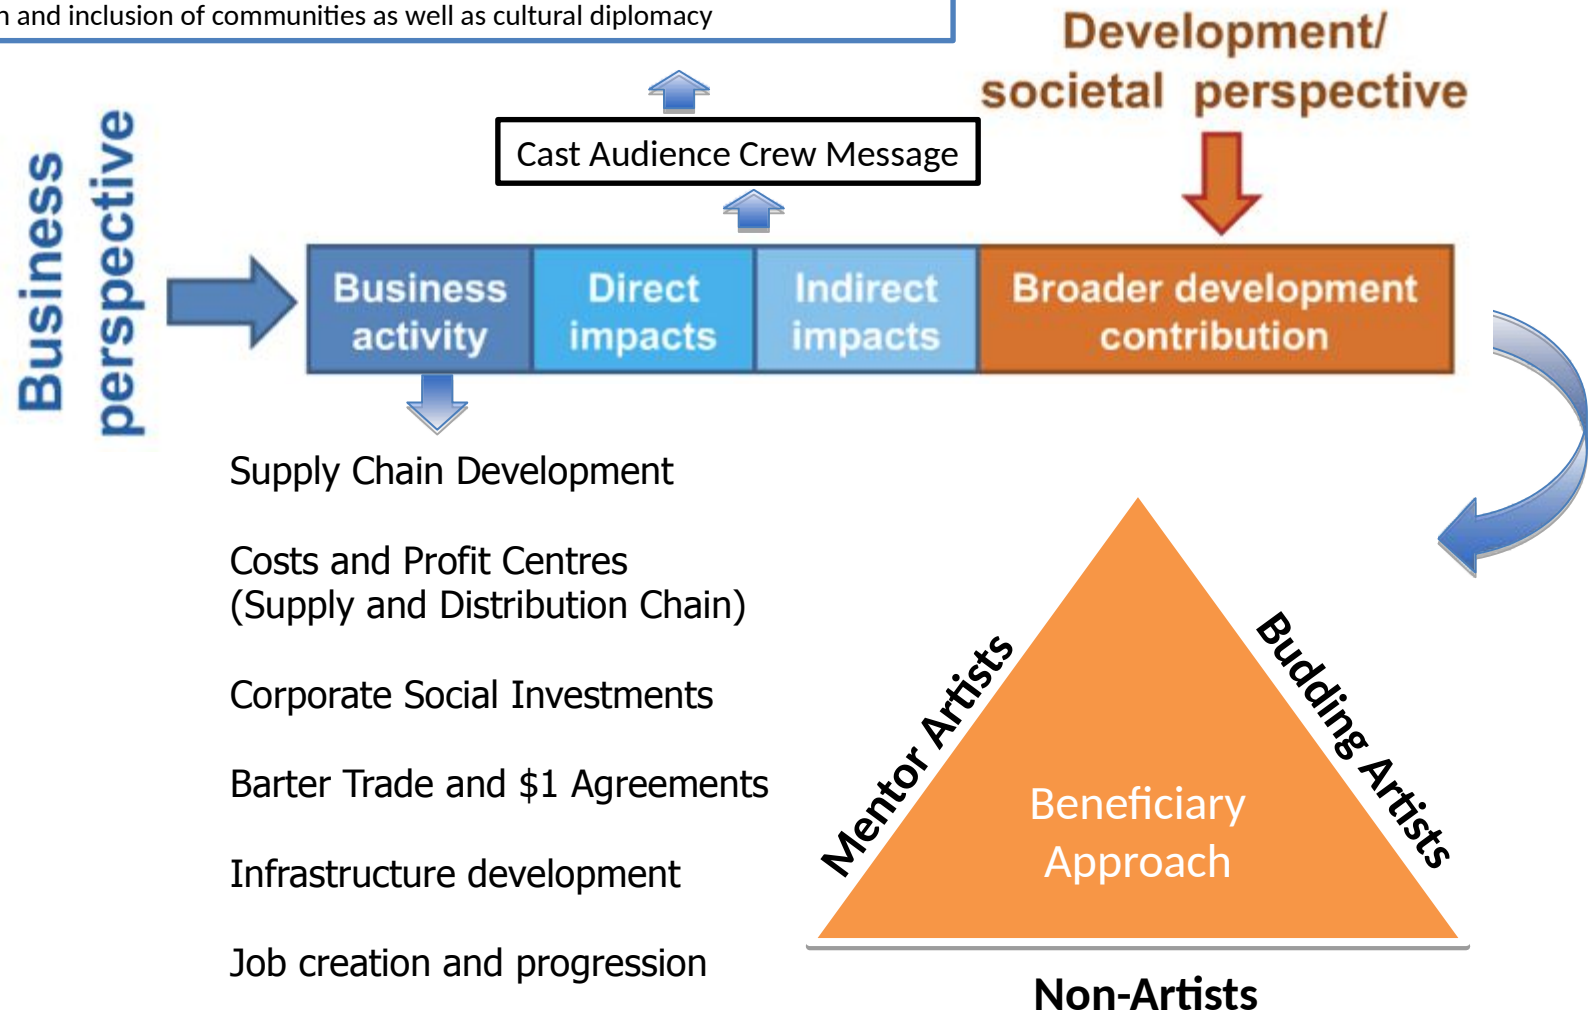 and inclusion of communities as well as cultural diplomacy
Development/
societal perspective
Business
perspective
Cast Audience Crew Message
Business
activity
Direct
impacts
Indirect
impacts
Broader development
contribution
Supply Chain Development
Costs and Profit Centres
(Supply and Distribution Chain)
Corporate Social Investments
Barter Trade and $1 Agreements
Infrastructure development
Job creation and progression
Mentor Artists
Budding Artists
Beneficiary
Approach
Non-Artists